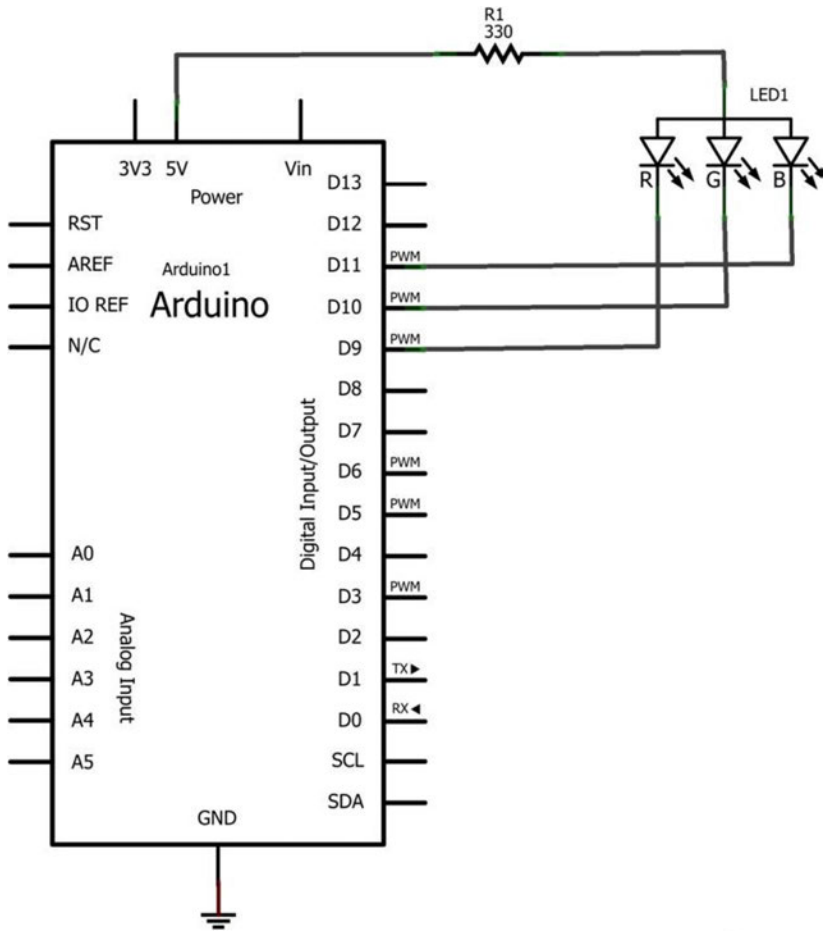 R1
330
LED1
R
G
B
3V3
5V
Vin
Power
RST
AREF
IO REF
N/C
Arduino1
Arduino
D13
D12
D11
PWM
D10
PWM
D9
PWM
D8
D7
D6
PWM
D5
PWM
D4
D3
PWM
D2
D1
TX
D0
RX
SCL
SDA
Digital Input/Output
A0
A1
A2
A3
A4
A5
Analog Input
GND